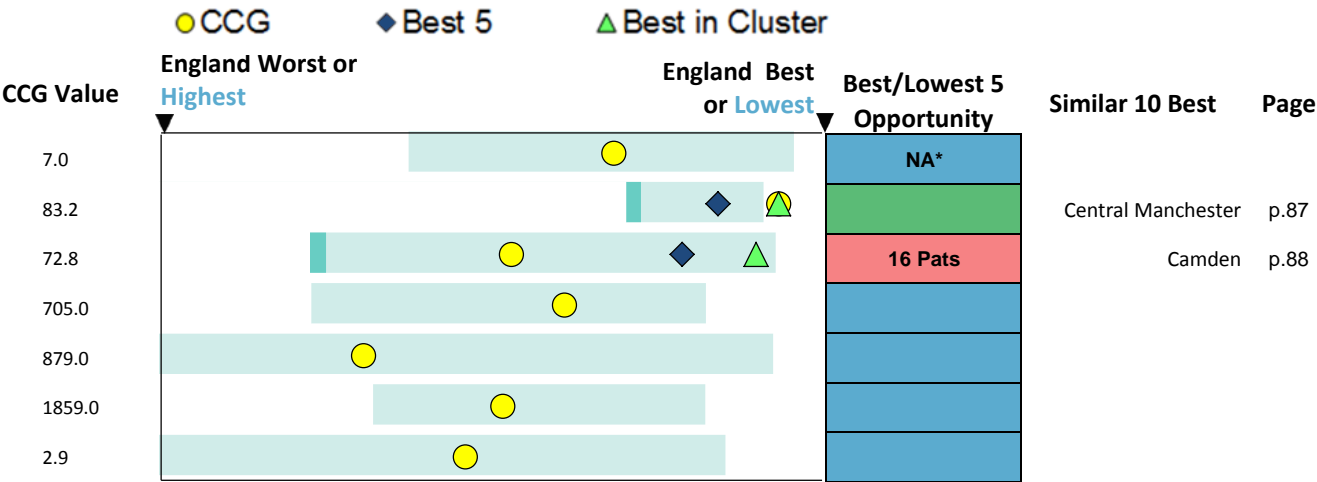 CCG Best 5 Best in Cluster
CCG Value
England Worst or
Highest
England Best
or Lowest
Best/Lowest 5
Opportunity
Similar 10 Best
Page
7.0 NA*
83.2 Central Manchester p.87
72.8 16 Pats Camden p.88
705.0
879.0
1859.0
2.9